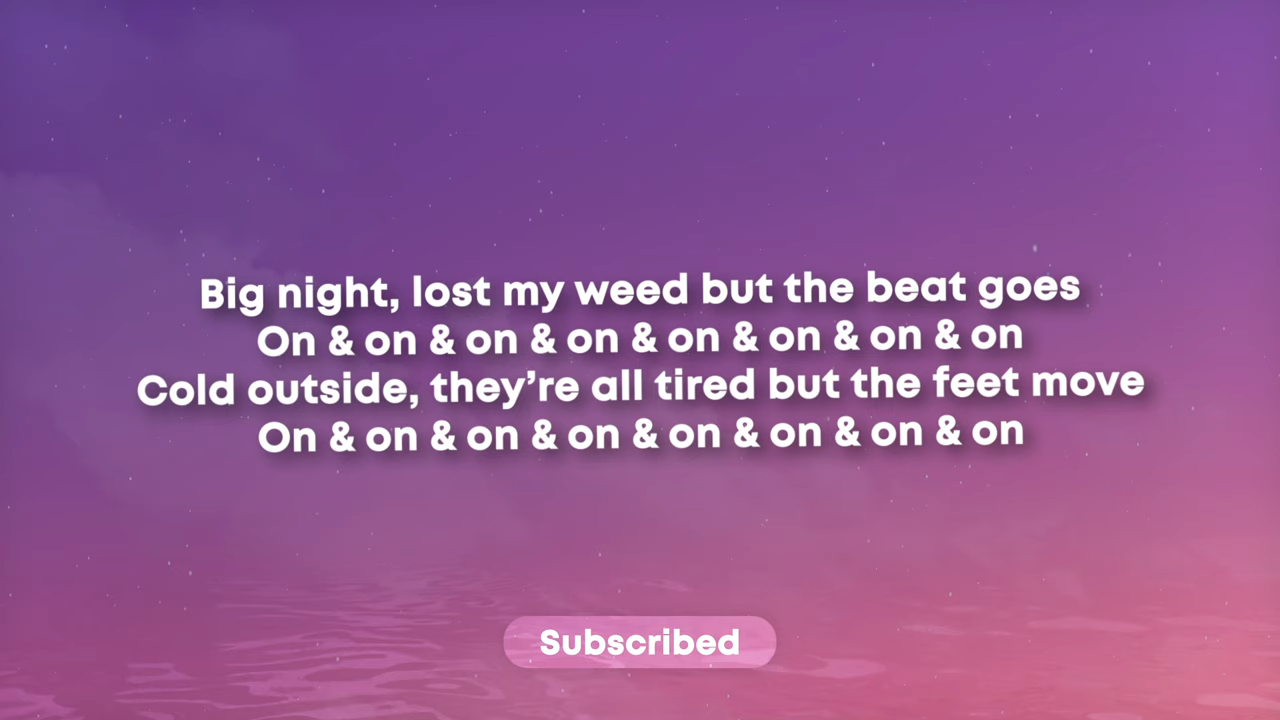 Big night, lost my weed but the beat goes
On & on & on & on & on & on & on & on
Cold outside, they’re all tired but the feet move
On & on & on & on & on & on & on & on
Subscribed